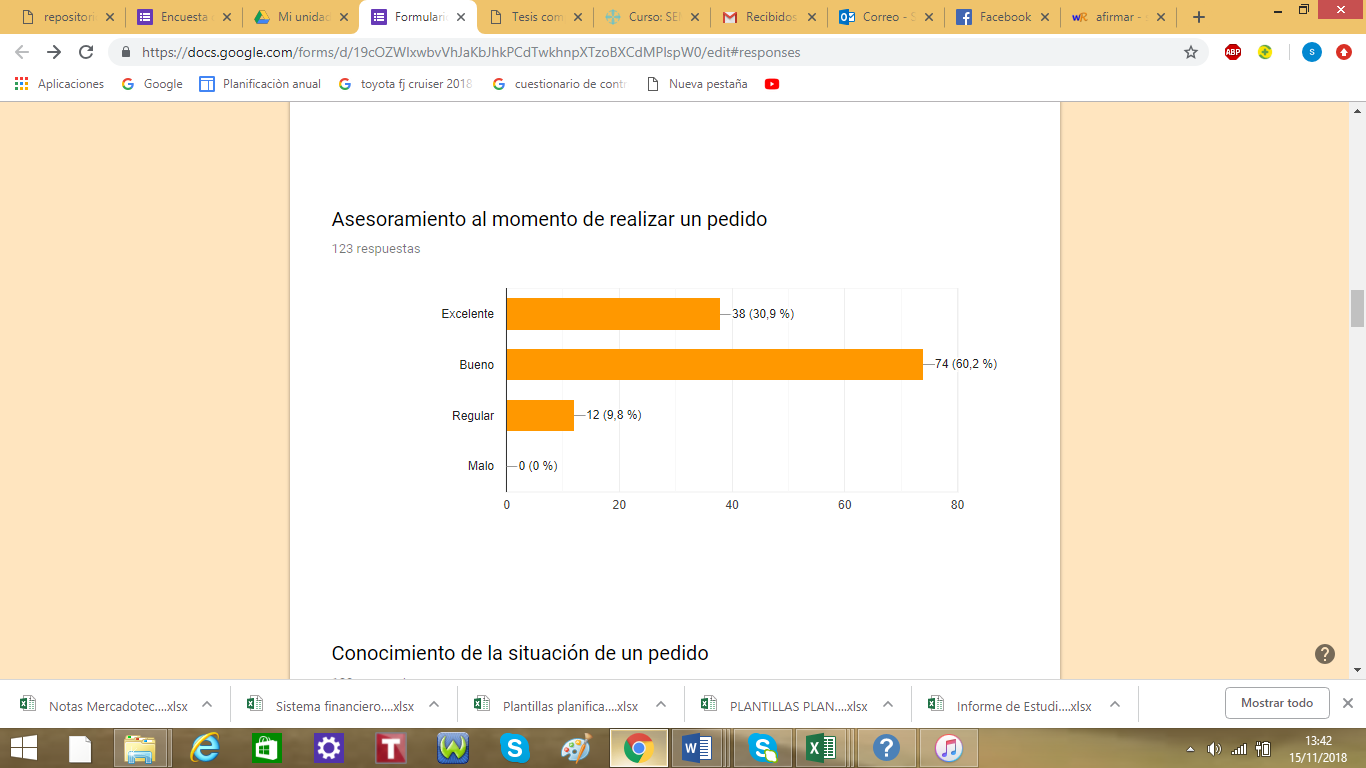 repositori
Encuesta
Mi unidad
Formulari
Tesis com
Curso: SE
Recibidos
Correo - S
Facebook
afirmar -
https://docs.google.com/forms/d/19cOZWIxwbvVhJaKbJhkPCdTwkhnpXTzoBXCdMPIspW0/edit#responses
ABP
S
Aplicaciones
Google
Planificaciòn anual
toyota fj cruiser 2018
cuestionario de cont
Nueva pestaña
Asesoramiento al momento de realizar un pedido
123 respuestas
Excelente
38 (30,9 %)
Bueno
74 (60,2 %)
Regular
12 (9,8 %)
Malo
0 (0 %)
0 20 40 60 80
Conocimiento de la situación de un pedido
Notas Mercadotec....xlsx
Sistema financiero....xlsx
Plantillas planifica....xlsx
PLANTILLAS PLAN....xlsx
Informe de Estudi....xlsx
Mostrar todo
13:42
15/11/2018